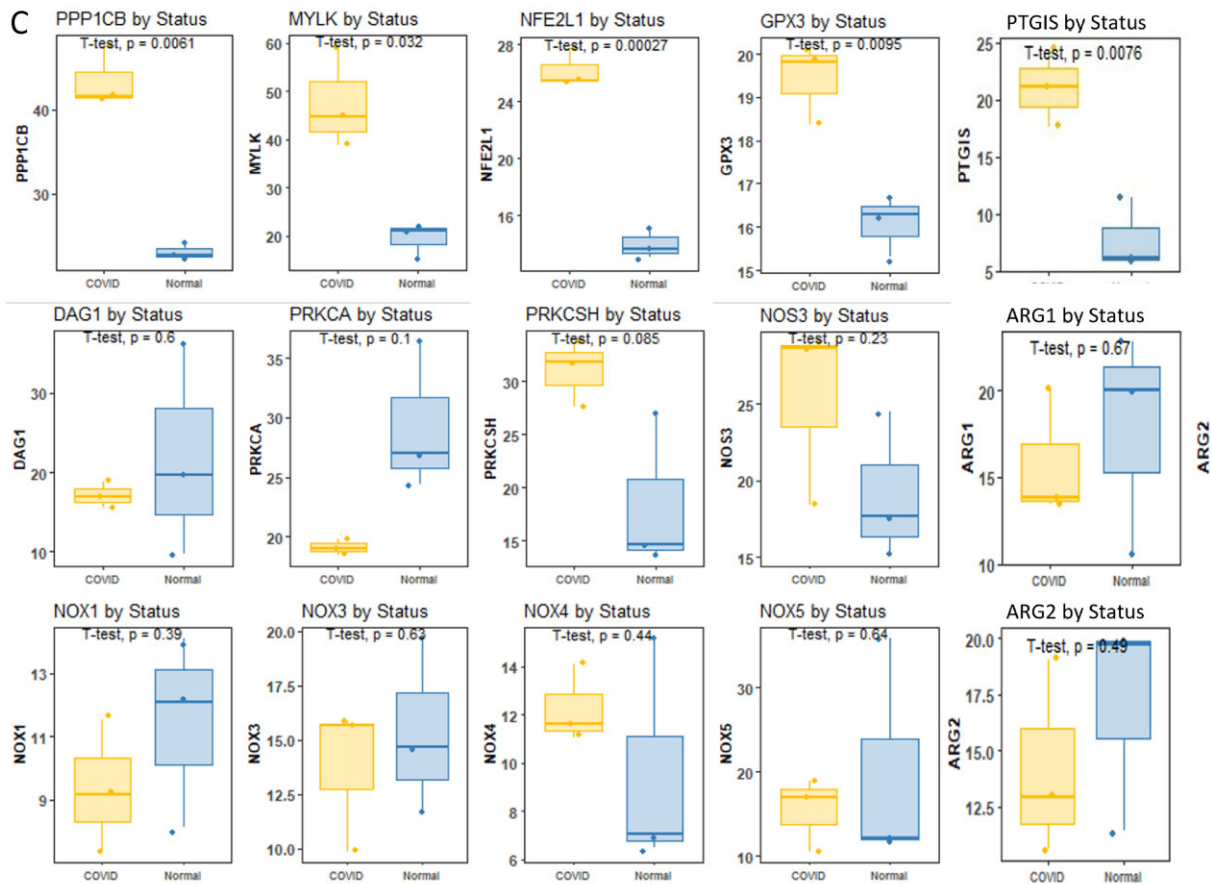 C
PPP1CB by Status
T-test, p = 0.0061
PPP1CB
40
30
COVID Normal
MYLK by Status
T-test, p = 0.032
MYLK
60
50
40
30
20
COVID Normal
NFE2L1 by Status
T-test, p = 0.00027
NFE2L1
28
24
20
16
COVID Normal
GPX3 by Status
T-test, p = 0.0095
GPX3
20
19
18
17
16
15
COVID Normal
PTGIS by Status
T-test, p = 0.0076
PTGIS
25
20
15
10
5
Normal
DAG1 by Status
T-test, p = 0.6
DAG1
30
20
10
COVID Normal
PRKCA by Status
T-test, p = 0.1
PRKCA
35
30
25
20
COVID Normal
PRKCSH by Status
T-test, p = 0.085
PRKCSH
30
25
20
15
COVID Normal
NOS3 by Status
T-test, p = 0.23
NOS3
25
20
15
COVID Normal
ARG1 by Status
T-test, p = 0.67
ARG1
20
15
10
COVID Normal
ARG2
NOX1 by Status
T-test, p = 0.39
NOX1
13
11
9
COVID Normal
NOX3 by Status
T-test, p = 0.63
NOX3
20.0
17.5
15.0
12.5
10.0
COVID Normal
NOX4 by Status
T-test, p = 0.44
NOX4
14
12
10
8
6
COVID Normal
NOX5 by Status
T-test, p = 0.64
NOX5
30
20
10
COVID Normal
ARG2 by Status
T-test, p = 0.49
ARG2
20.0
17.5
15.0
12.5
COVID Normal